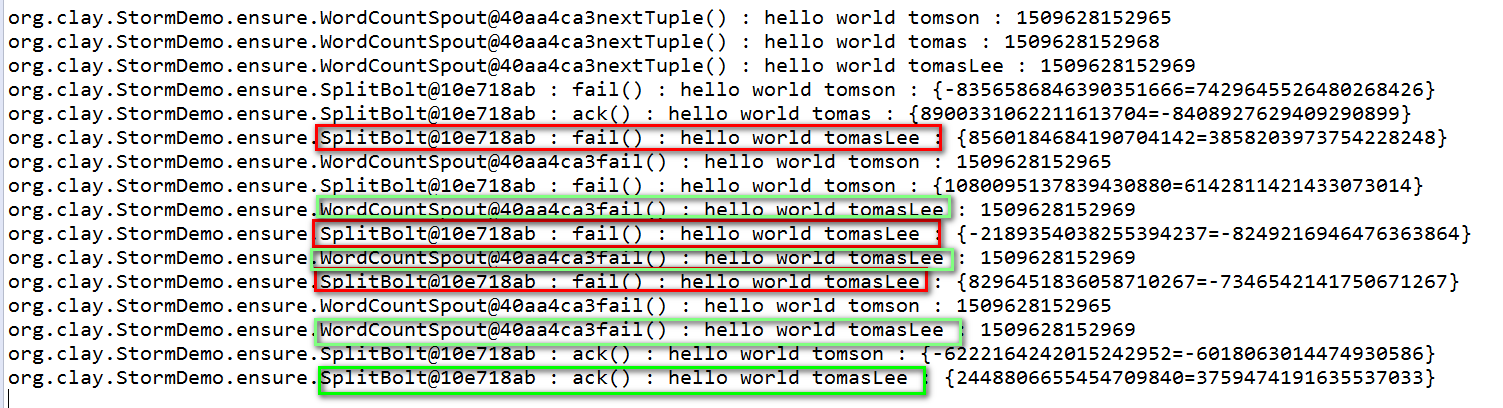 org.clay.StormDemo.ensure.WordCountSpout@40aa4ca3nextTuple() : hello world tomson : 1509628152965
org.clay.StormDemo.ensure.WordCountSpout@40aa4ca3nextTuple() : hello world tomas : 1509628152968
org.clay.StormDemo.ensure.WordCountSpout@40aa4ca3nextTuple() : hello world tomasLee : 1509628152969
org.clay.StormDemo.ensure.SplitBolt@10e718ab : fail() : hello world tomson : {-8356586846390351666=7429645526480268426}
org.clay.StormDemo.ensure.SplitBolt@10e718ab : ack() : hello world tomas : {8900331062211613704=-8408927629409290899}
org.clay.StormDemo.ensure.SplitBolt@10e718ab : fail() : hello world tomasLee : {8560184684190704142=3858203973754228248}
org.clay.StormDemo.ensure.WordCountSpout@40aa4ca3fail() : hello world tomson : 1509628152965
org.clay.StormDemo.ensure.SplitBolt@10e718ab : fail() : hello world tomson : {1080095137839430880=6142811421433073014}
org.clay.StormDemo.ensure.WordCountSpout@40aa4ca3fail() : hello world tomasLee : 1509628152969
org.clay.StormDemo.ensure.SplitBolt@10e718ab : fail() : hello world tomasLee : {-2189354038255394237=-8249216946476363864}
org.clay.StormDemo.ensure.WordCountSpout@40aa4ca3fail() : hello world tomasLee : 1509628152969
org.clay.StormDemo.ensure.SplitBolt@10e718ab : fail() : hello world tomasLee : {8296451836058710267=-7346542141750671267}
org.clay.StormDemo.ensure.WordCountSpout@40aa4ca3fail() : hello world tomson : 1509628152965
org.clay.StormDemo.ensure.WordCountSpout@40aa4ca3fail() : hello world tomasLee : 1509628152969
org.clay.StormDemo.ensure.SplitBolt@10e718ab : ack() : hello world tomson : {-6222164242015242952=-6018063014474930586}
org.clay.StormDemo.ensure.SplitBolt@10e718ab : ack() : hello world tomasLee : {2448806655454709840=3759474191635537033}